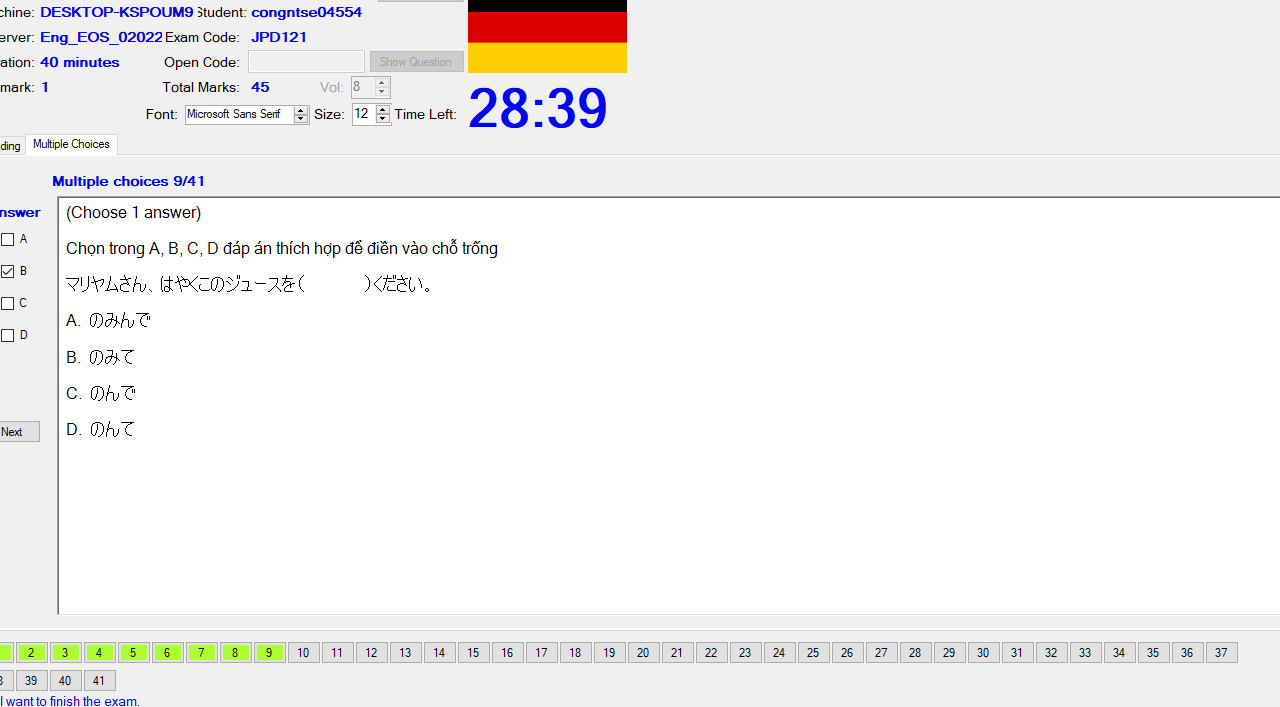 chine: DESKTOP-KSPOUM9 Student: congntse04554
erver: Eng_EOS_02022 Exam Code: JPD121
ation: 40 minutes Open Code: Show Question
mark: 1 Total Marks: 45 Vol: 8
Font: Microsoft Sans Serif Size: 12 Time Left: 28:39
ding Multiple Choices
Multiple choices 9/41
nswer
(Choose 1 answer)
A
Chọn trong A, B, C, D đáp án thích hợp để điền vào chỗ trống
B
マリヤムさん、はやくこのジュースを( )ください。
C
A. のみんで
D
B. のみて
C. のんで
D. のんて
Next
2 3 4 5 6 7 8 9 10 11 12 13 14 15 16 17 18 19 20 21 22 23 24 25 26 27 28 29 30 31 32 33 34 35 36 37
39 40 41
I want to finish the exam.